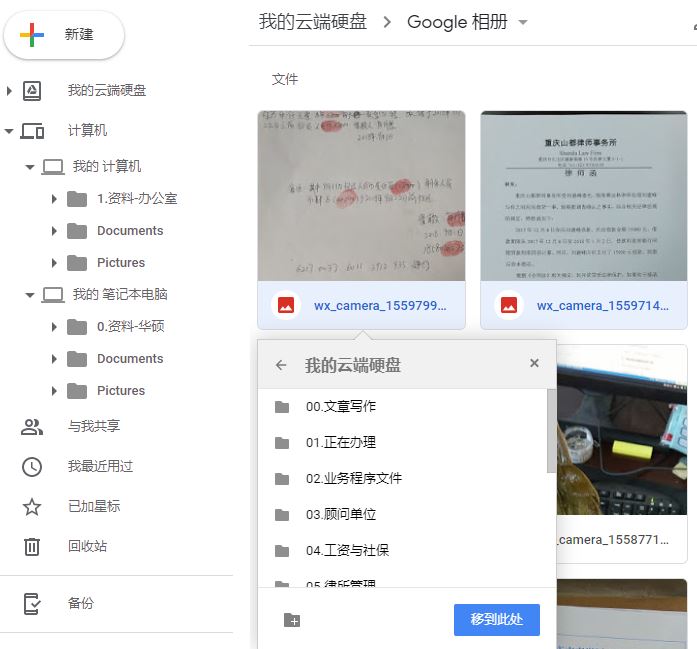 新建
我的云端硬盘
计算机
我的 计算机
1.资料-办公室
Documents
Pictures
我的 笔记本电脑
0.资料-华硕
Documents
Pictures
与我共享
我最近用过
已加星标
回收站
备份
我的云端硬盘 > Google 相册
文件
重庆山都律师事务所
Shandu Law Firm
律师函
wx_camera_1559799...
wx_camera_1559714...
我的云端硬盘
00.文章写作
01.正在办理
02.业务程序文件
03.顾问单位
04.工资与社保
05.律所管理
移到此处
_camera_1558771...